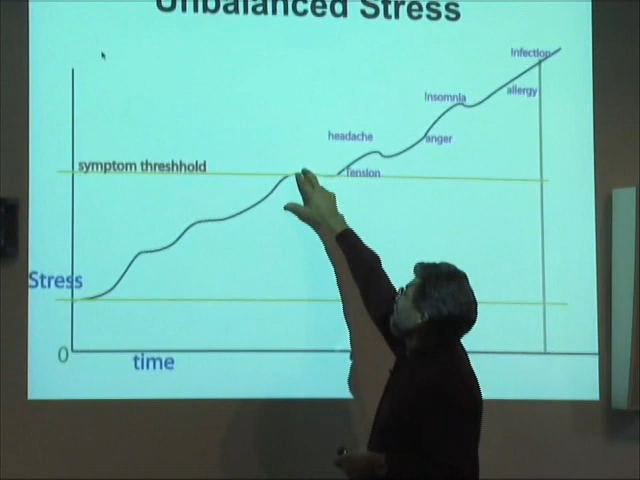 Unbalanced Stress
Infection
allergy
Insomnia
anger
headache
Tension
symptom threshhold
Stress
0
time